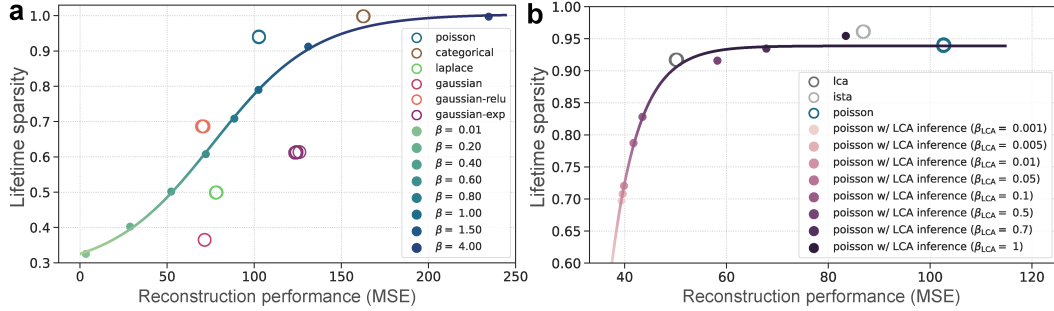 a
Lifetime sparsity
1.0
0.9
0.8
0.7
0.6
0.5
0.4
0.3
0
50
100
150
200
250
Reconstruction performance (MSE)
poisson
categorical
laplace
gaussian
gaussian-relu
gaussian-exp
β = 0.01
β = 0.20
β = 0.40
β = 0.60
β = 0.80
β = 1.00
β = 1.50
β = 4.00
b
Lifetime sparsity
1.00
0.95
0.90
0.85
0.80
0.75
0.70
0.65
0.60
40
60
80
100
120
Reconstruction performance (MSE)
lca
ista
poisson
poisson w/ LCA inference (βLCA = 0.001)
poisson w/ LCA inference (βLCA = 0.005)
poisson w/ LCA inference (βLCA = 0.01)
poisson w/ LCA inference (βLCA = 0.05)
poisson w/ LCA inference (βLCA = 0.1)
poisson w/ LCA inference (βLCA = 0.5)
poisson w/ LCA inference (βLCA = 0.7)
poisson w/ LCA inference (βLCA = 1)